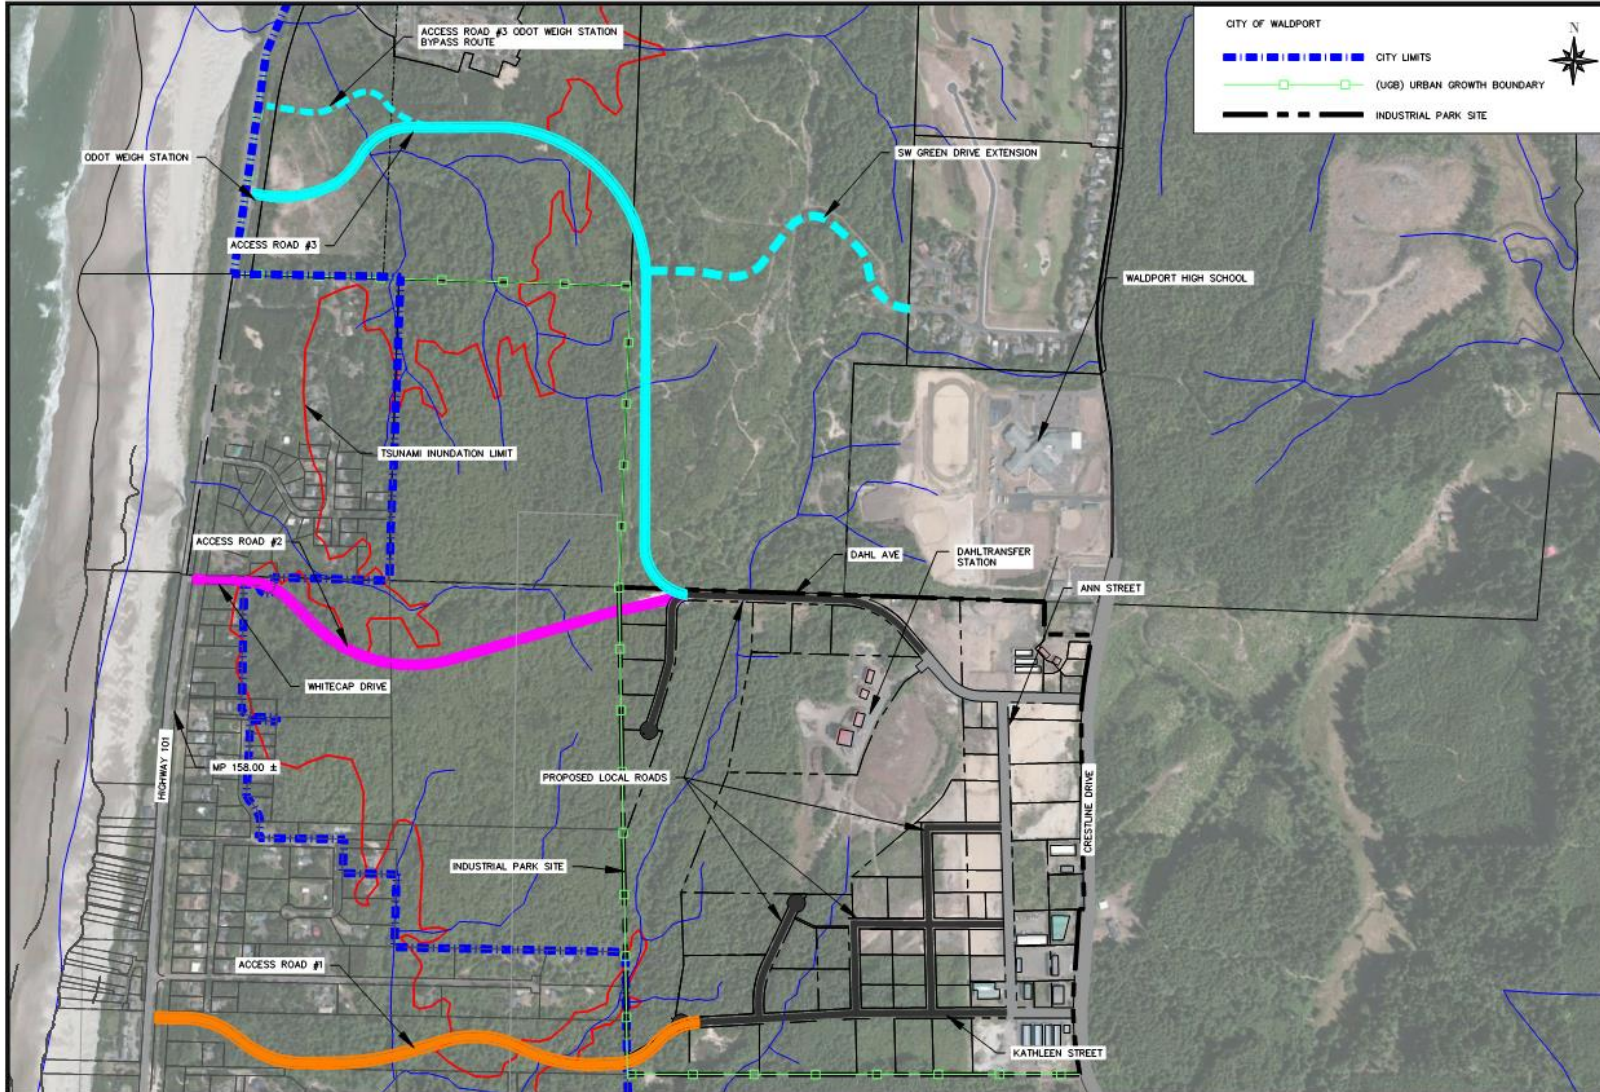 CITY OF WALDPORT
N
CITY LIMITS
(UGB) URBAN GROWTH BOUNDARY
INDUSTRIAL PARK SITE
ACCESS ROAD #3 ODOT WEIGH STATION
BYPASS ROUTE
ODOT WEIGH STATION
SW GREEN DRIVE EXTENSION
ACCESS ROAD #3
WALDPORT HIGH SCHOOL
TSUNAMI INUNDATION LIMIT
ACCESS ROAD #2
DAHL AVE
DAHLTRANSFER
STATION
ANN STREET
WHITECAP DRIVE
HIGHWAY 101
MP 158.00 ±
PROPOSED LOCAL ROADS
CRESTLINE DRIVE
INDUSTRIAL PARK SITE
ACCESS ROAD #1
KATHLEEN STREET